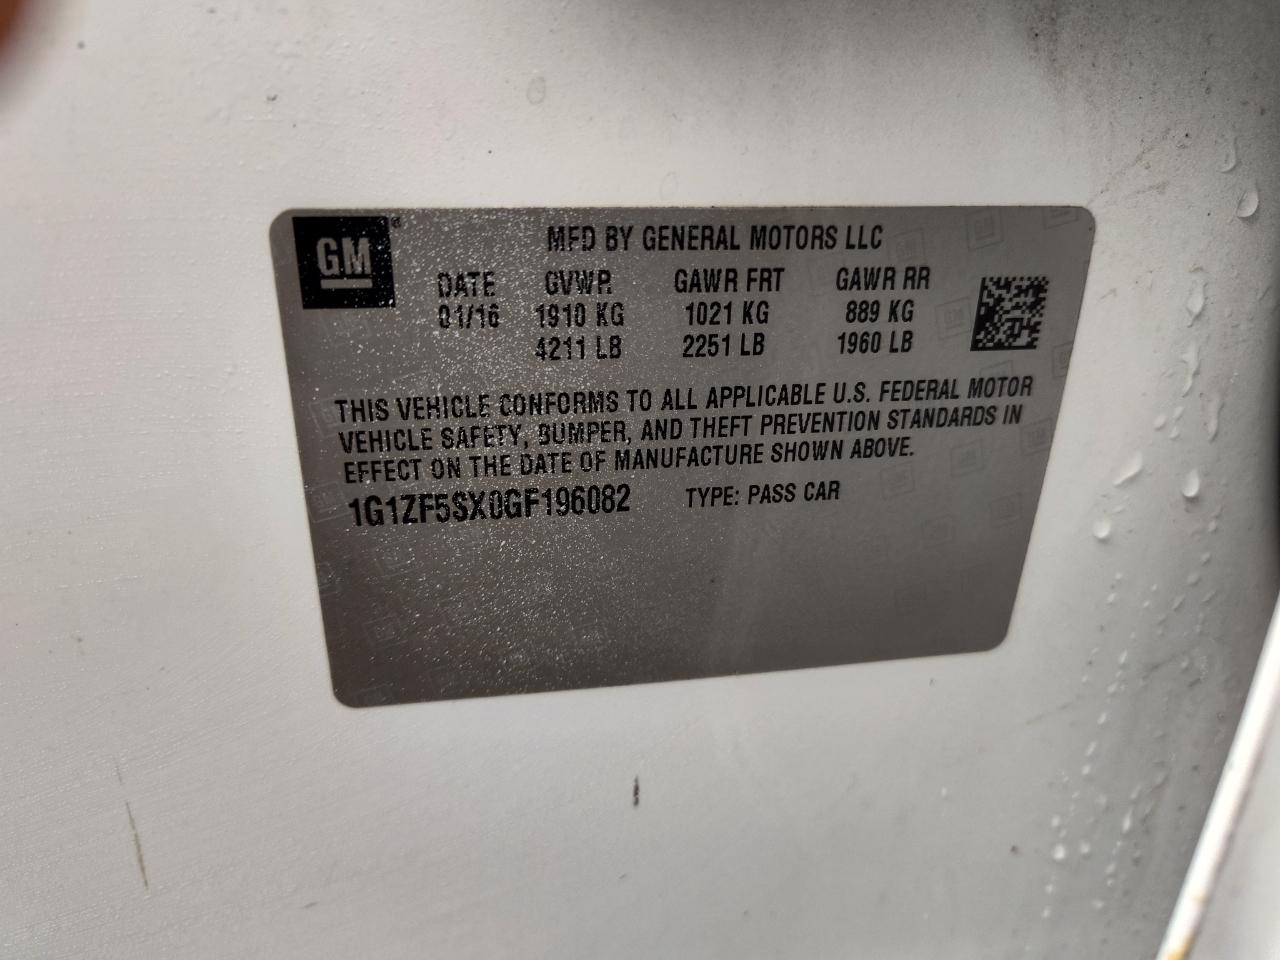 GM®
MFD BY GENERAL MOTORS LLC
DATE GVWR GAWR FRT GAWR RR
01/16 1910 KG 1021 KG 889 KG
4211 LB 2251 LB 1960 LB
THIS VEHICLE CONFORMS TO ALL APPLICABLE U.S. FEDERAL MOTOR
VEHICLE SAFETY, BUMPER, AND THEFT PREVENTION STANDARDS IN
EFFECT ON THE DATE OF MANUFACTURE SHOWN ABOVE.
1G1ZF5SX0GF196082 TYPE: PASS CAR